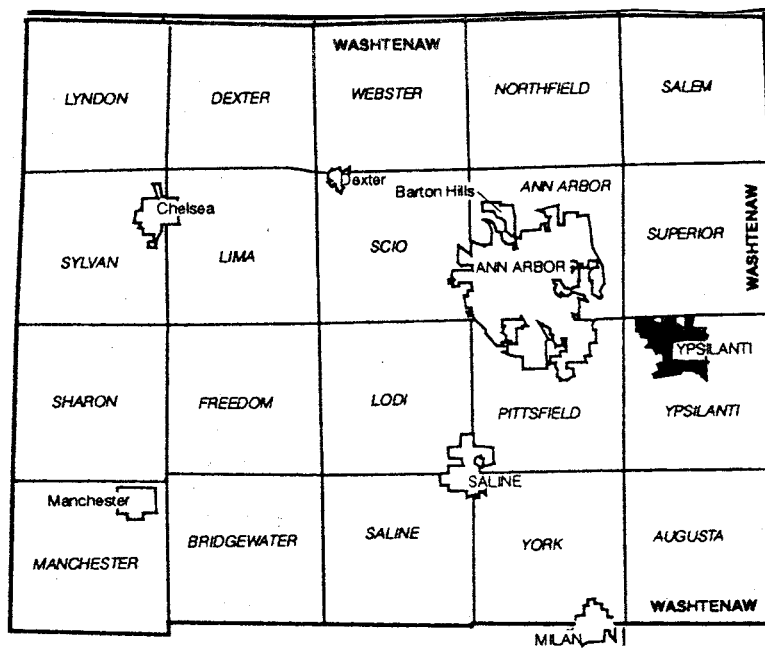 WASHTENAW
LYNDON
DEXTER
WEBSTER
NORTHFIELD
SALEM
exter
Barton Hills
ANN ARBOR
Chelsea
WASHTENAW
SUPERIOR
SYLVAN
LIMA
SCIO
ANN ARBOR
YPSILANTI
SHARON
FREEDOM
LODI
PITTSFIELD
YPSILANTI
SALINE
Manchester
MANCHESTER
BRIDGEWATER
SALINE
YORK
AUGUSTA
WASHTENAW
MILAN